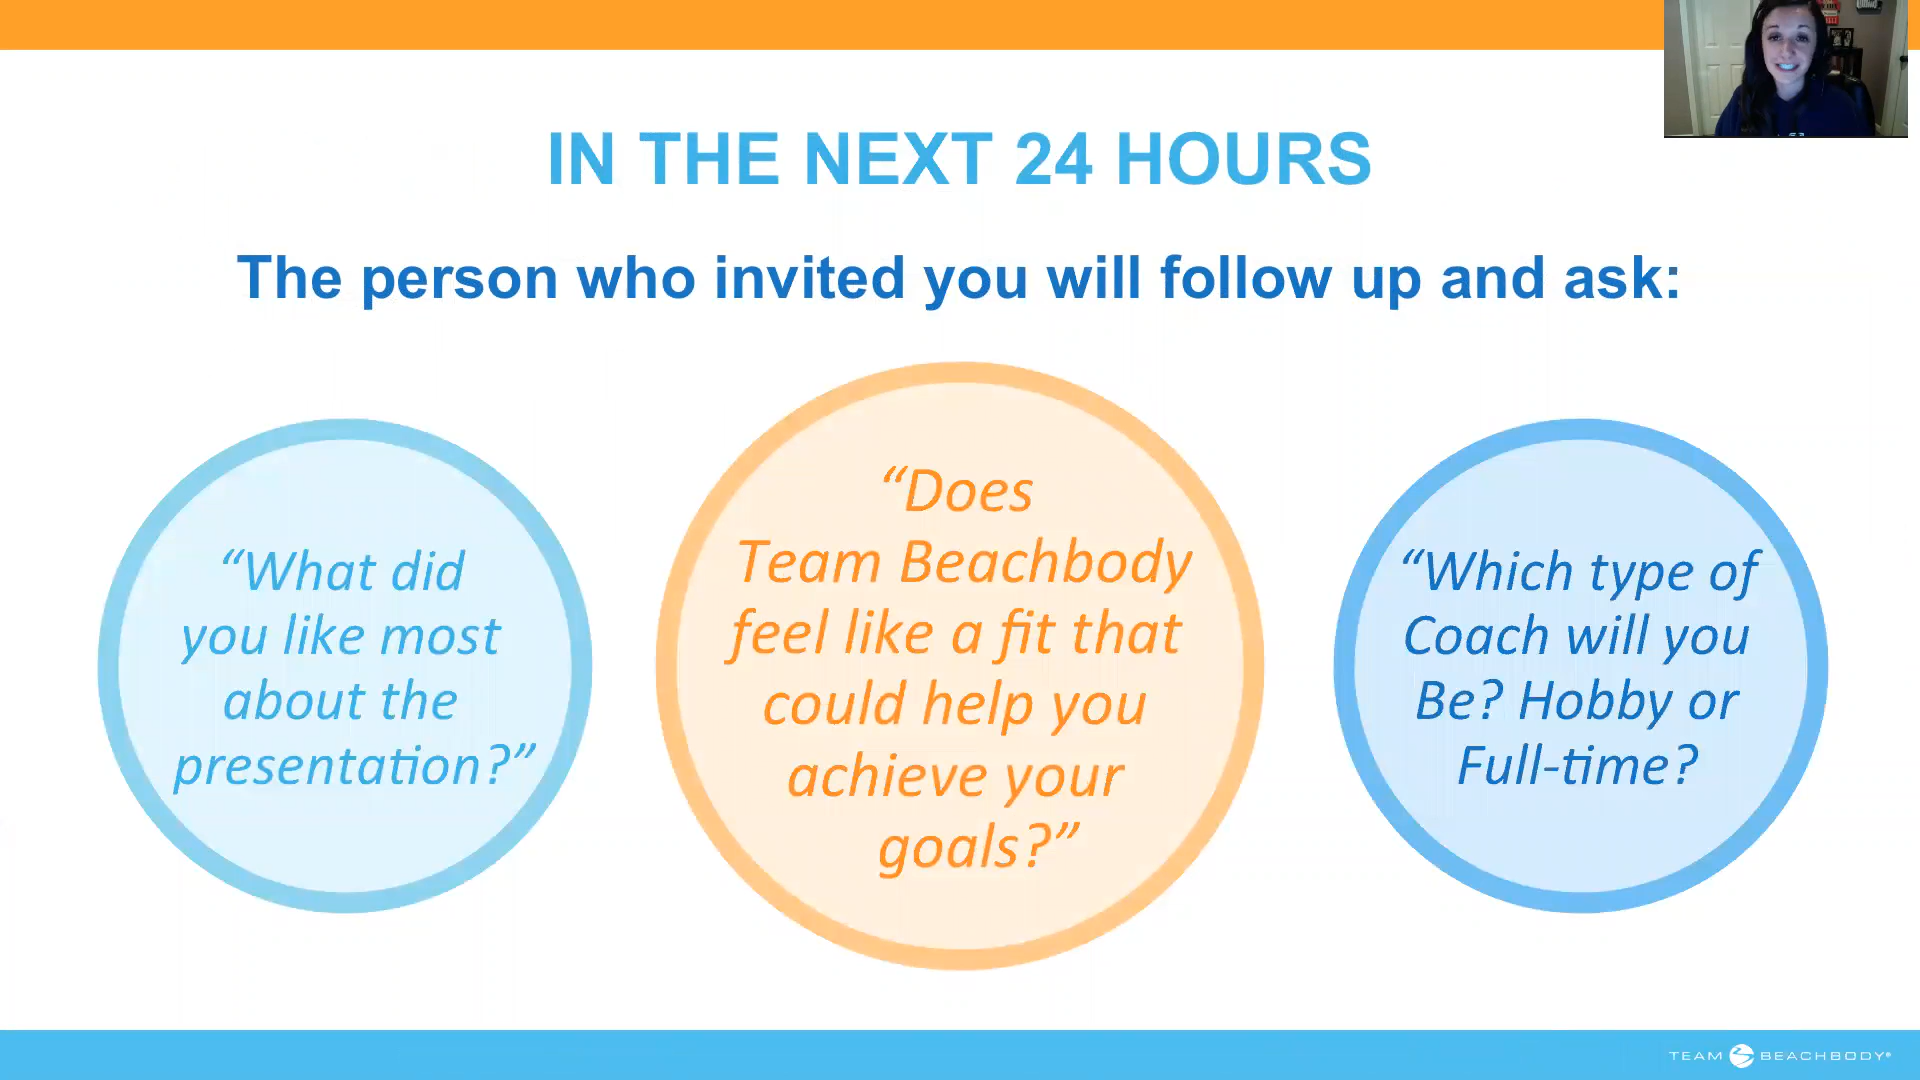 IN THE NEXT 24 HOURS
The person who invited you will follow up and ask:
“What did
you like most
about the
presentation?”
“Does
Team Beachbody
feel like a fit that
could help you
achieve your
goals?”
“Which type of
Coach will you
Be? Hobby or
Full-time?
TEAM BEACHBODY®